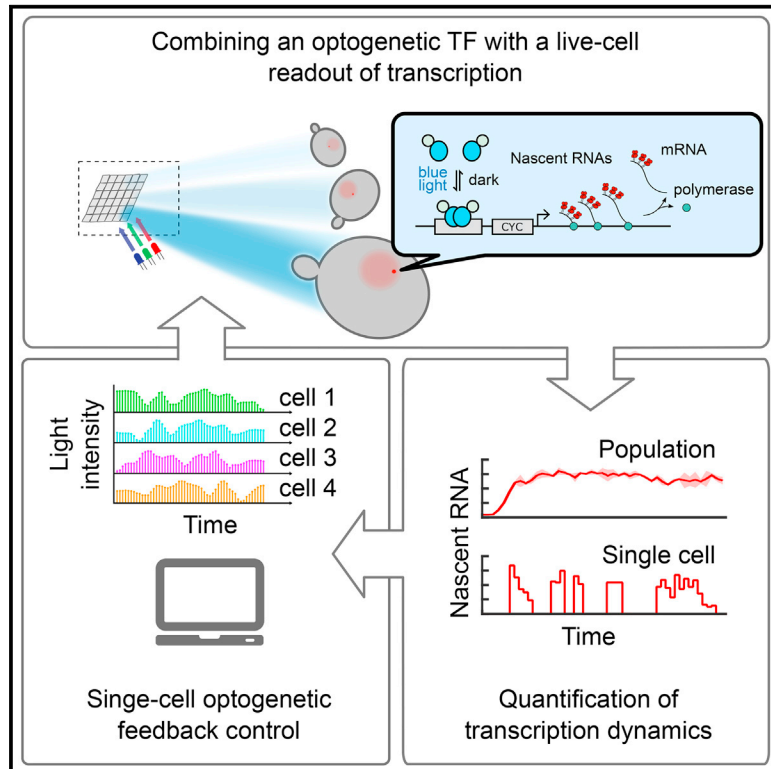 Combining an optogenetic TF with a live-cell
readout of transcription
blue
light
dark
Nascent RNAs
mRNA
polymerase
CYC
Light
intensity
cell 1
cell 2
cell 3
cell 4
Time
Singe-cell optogenetic
feedback control
Nascent RNA
Population
Single cell
Time
Quantification of
transcription dynamics